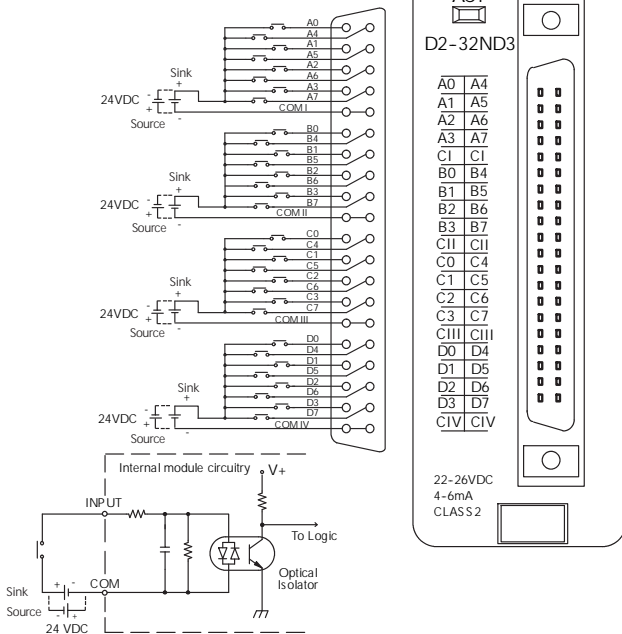 A0
A4
A1
A5
A2
A6
A3
A7
COM I
Sink
+
24VDC - +
Source -
B0
B4
B1
B5
B2
B6
B3
B7
COM II
Sink
+
24VDC - +
Source -
C0
C4
C1
C5
C2
C6
C3
C7
COM III
Sink
+
24VDC - +
Source -
D0
D4
D1
D5
D2
D6
D3
D7
COM IV
Sink
+
24VDC - +
Source -
Internal module circuitry
V+
INPUT
To Logic
Optical
Isolator
COM
Sink + -
Source - +
24 VDC
D2-32ND3
A0 A4
A1 A5
A2 A6
A3 A7
CI CI
B0 B4
B1 B5
B2 B6
B3 B7
CII CII
C0 C4
C1 C5
C2 C6
C3 C7
CIII CIII
D0 D4
D1 D5
D2 D6
D3 D7
CIV CIV
22-26VDC
4-6mA
CLASS2